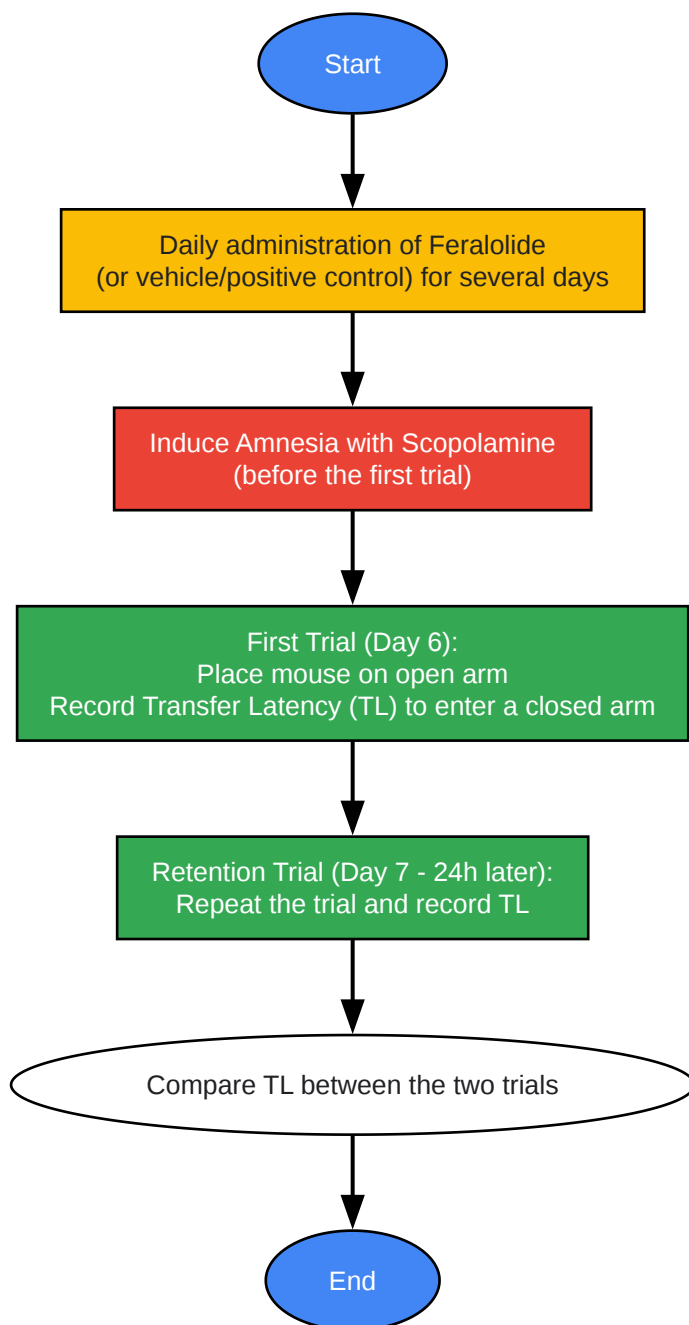 Start
Daily administration of Feralolide
(or vehicle/positive control) for several days
Induce Amnesia with Scopolamine
(before the first trial)
First Trial (Day 6):
Place mouse on open arm
Record Transfer Latency (TL) to enter a closed arm
Retention Trial (Day 7 - 24h later):
Repeat the trial and record TL
Compare TL between the two trials
End